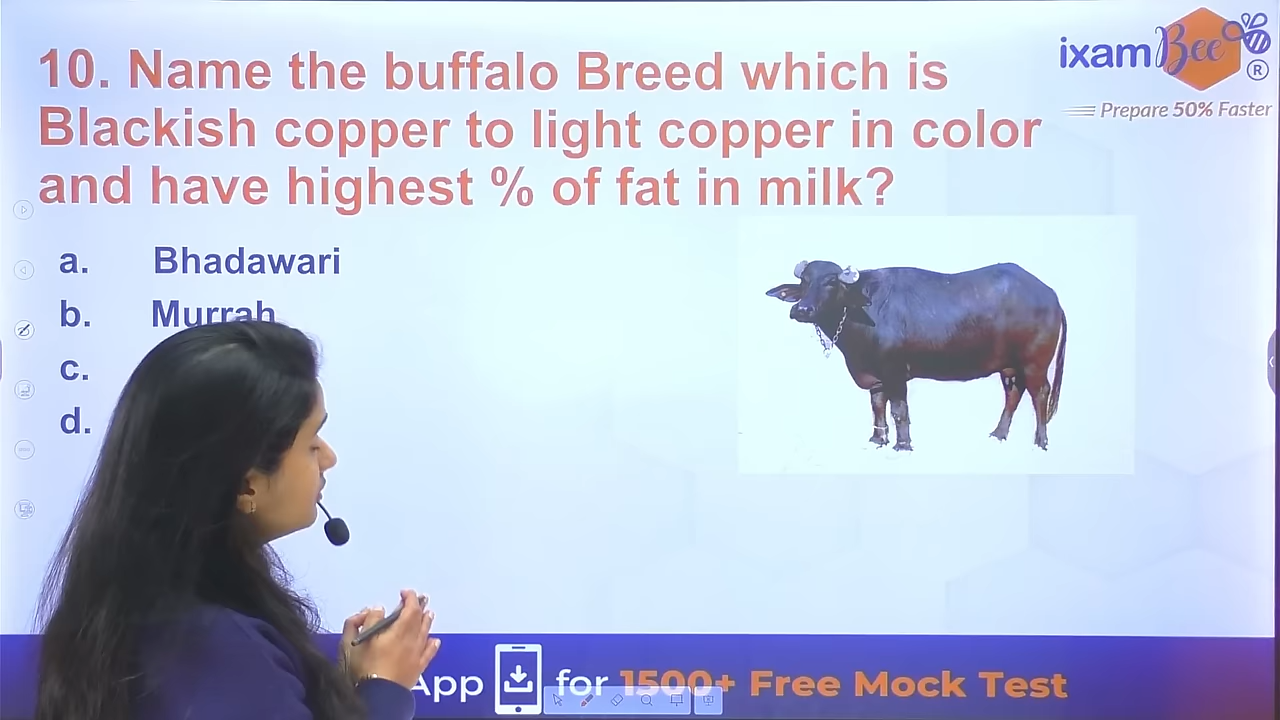 10. Name the buffalo Breed which is
Blackish copper to light copper in color
and have highest % of fat in milk?
a. Bhadawari
b. Murrah
c.
d.
ixamBee ®
Prepare 50% Faster
App for 1500+ Free Mock Test